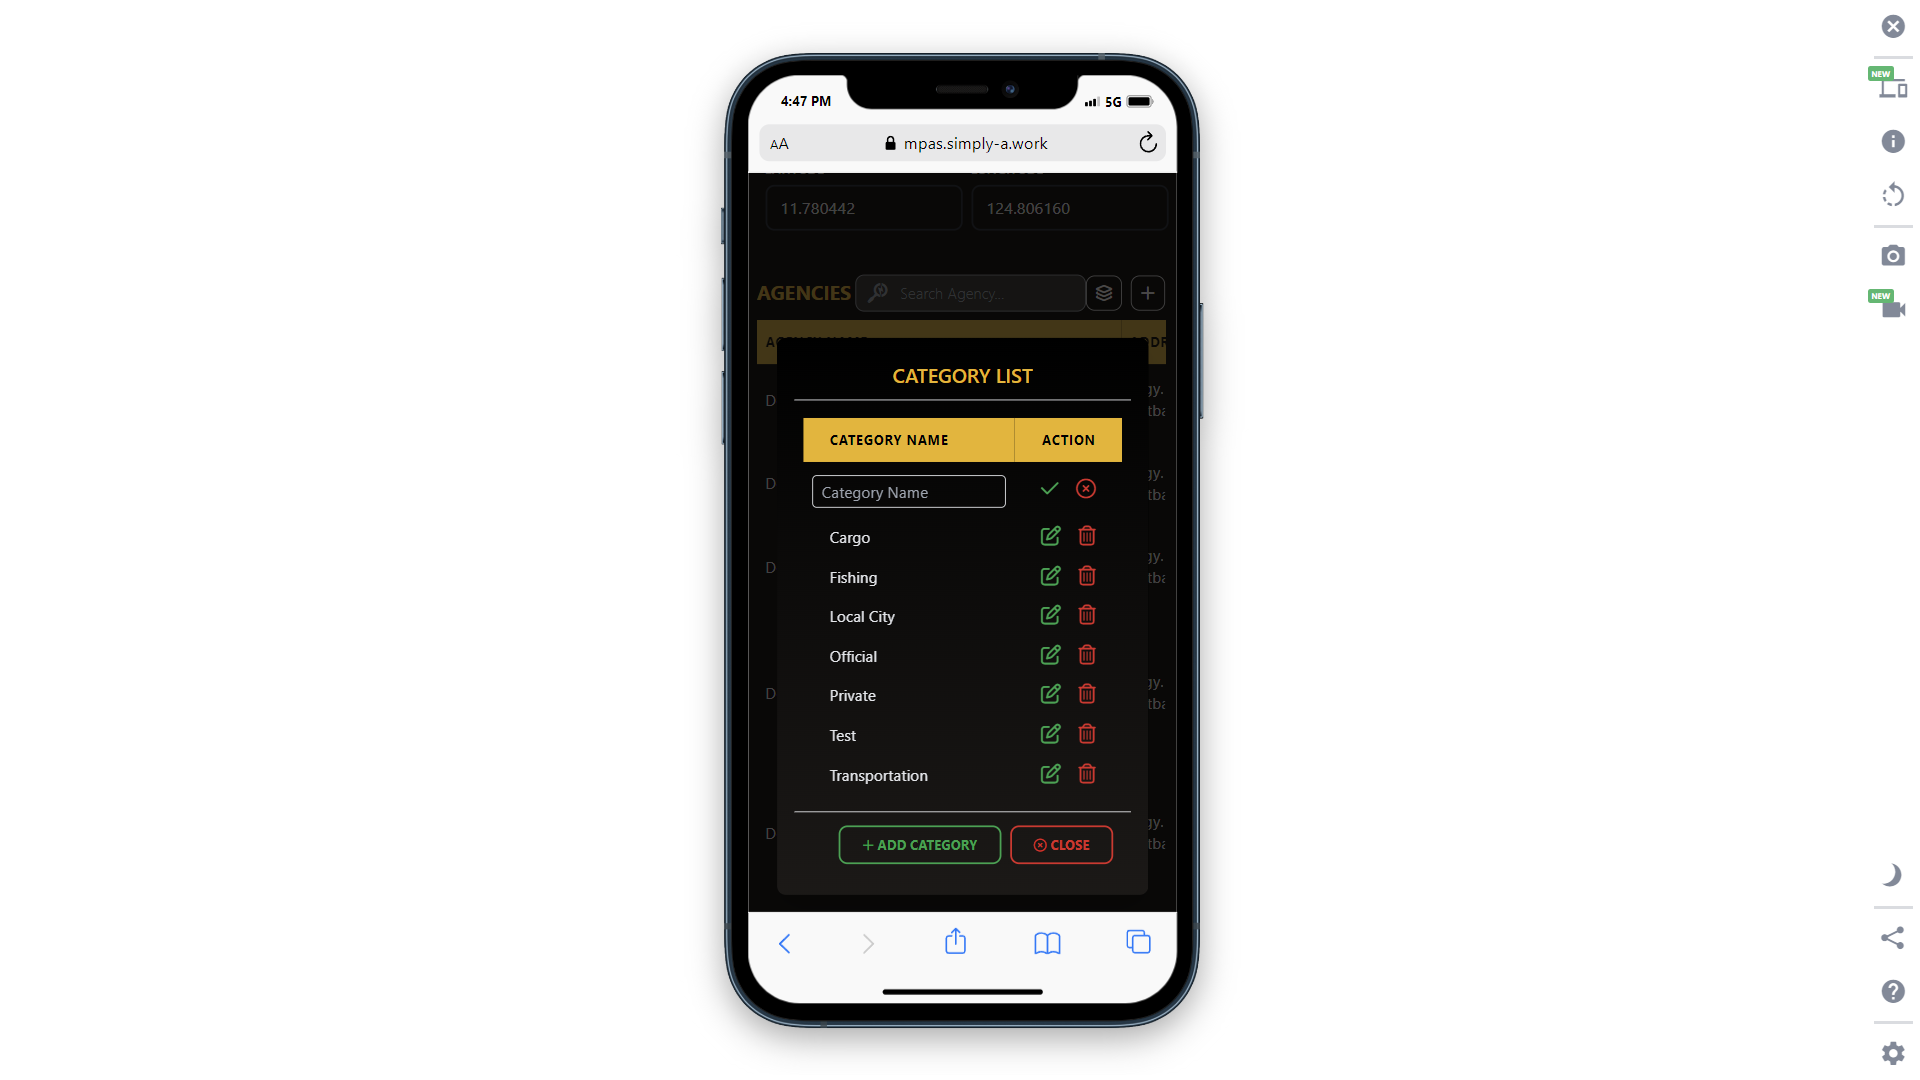 4:47 PM
5G
AA
mpas.simply-a.work
11.780442
124.806160
AGENCIES
Search Agency...
CATEGORY LIST
CATEGORY NAME
ACTION
Category Name
Cargo
Fishing
Local City
Official
Private
Test
Transportation
+ ADD CATEGORY
CLOSE
NEW
NEW